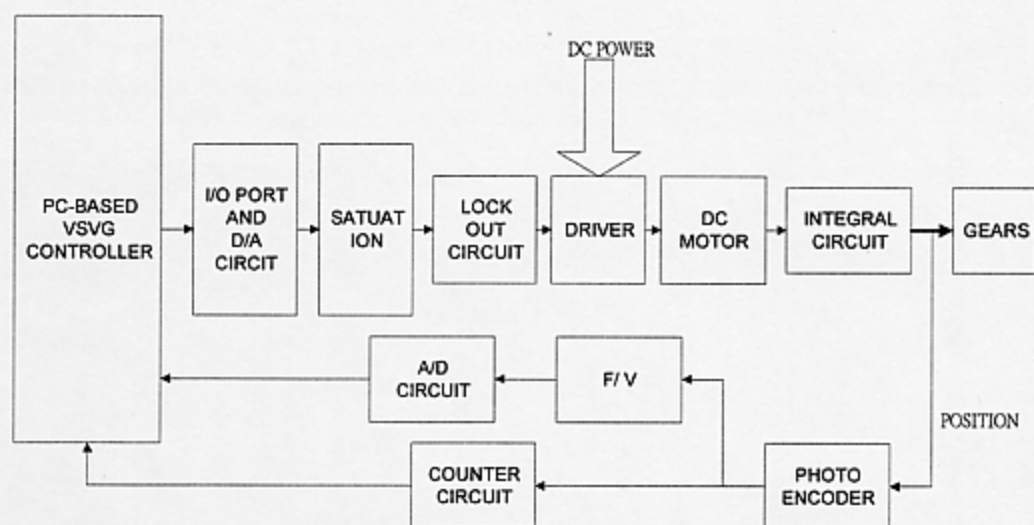 DC POWER
PC-BASED
VSVG
CONTROLLER
I/O PORT
AND
D/A
CIRCIT
SATUAT
ION
LOCK
OUT
CIRCUIT
DRIVER
DC
MOTOR
INTEGRAL
CIRCUIT
GEARS
A/D
CIRCUIT
F/ V
POSITION
COUNTER
CIRCUIT
PHOTO
ENCODER